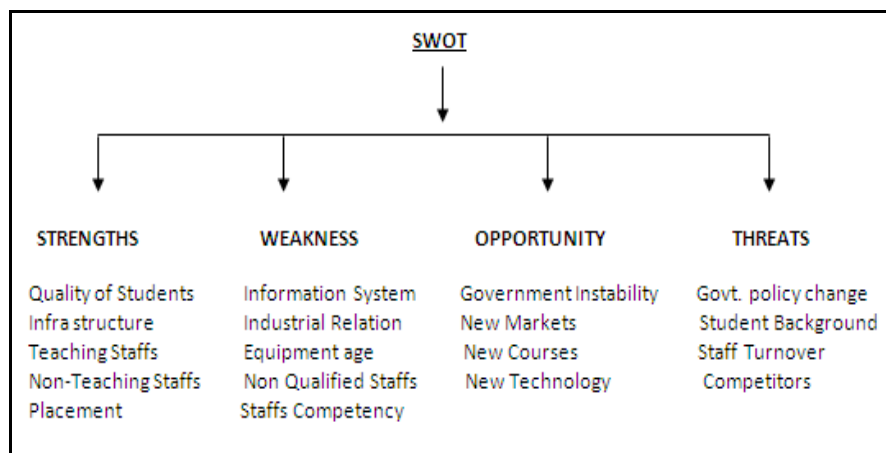 SWOT
STRENGTHS
Quality of Students
Infra structure
Teaching Staffs
Non-Teaching Staffs
Placement
WEAKNESS
Information System
Industrial Relation
Equipment age
Non Qualified Staffs
Staffs Competency
OPPORTUNITY
Government Instability
New Markets
New Courses
New Technology
THREATS
Govt. policy change
Student Background
Staff Turnover
Competitors